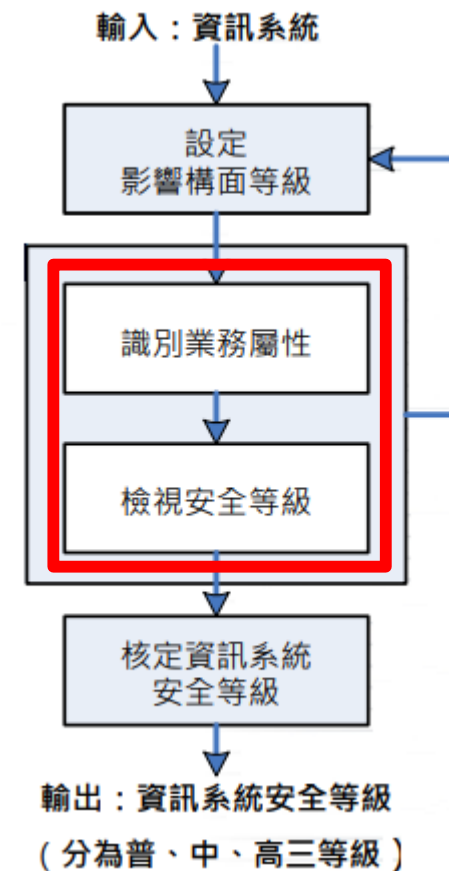 輸入：資訊系統
設定
影響構面等級
識別業務屬性
檢視安全等級
核定資訊系統
安全等級
輸出：資訊系統安全等級
（分為普、中、高三等級）